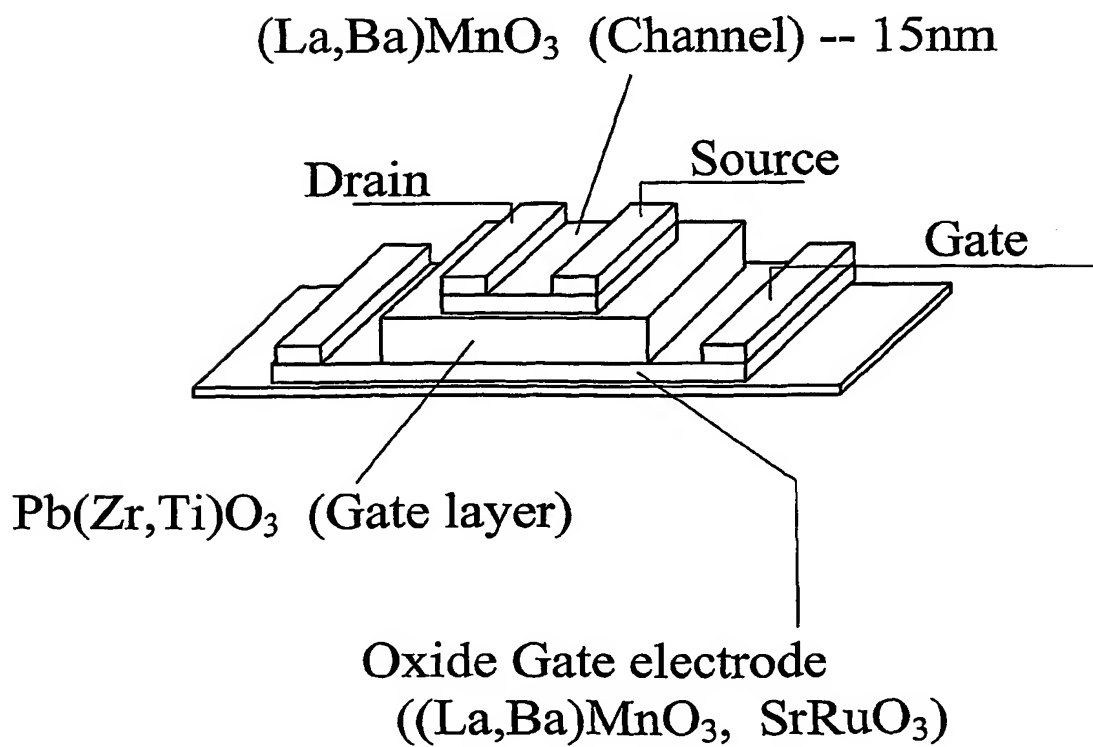 (La,Ba)MnO₃ (Channel) -- 15nm
Drain
Source
Gate
Pb(Zr,Ti)O₃ (Gate layer)
Oxide Gate electrode
((La,Ba)MnO₃, SrRuO₃)